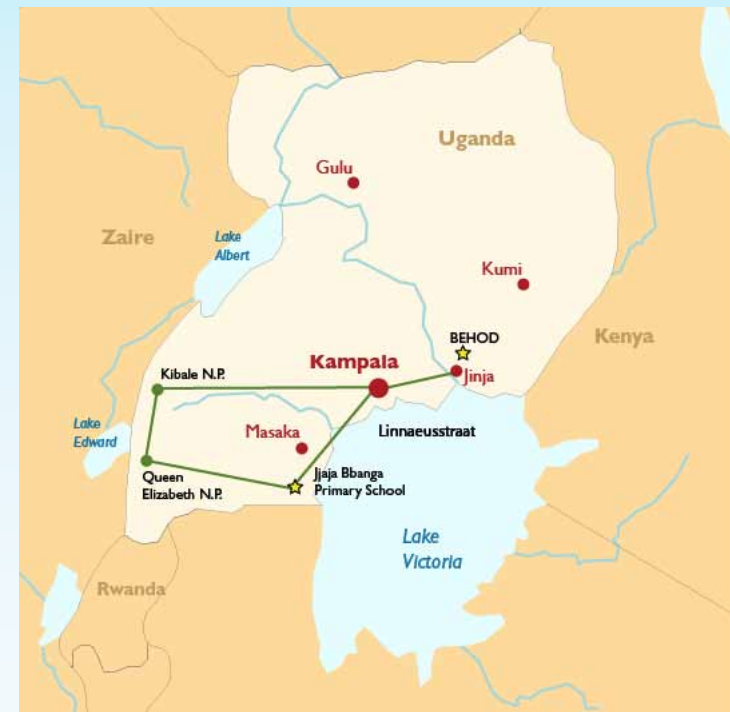 Uganda
Gulu
Zaire
Lake
Albert
Kumi
BEHOD
Kenya
Kampala
Kibale N.P.
Jinja
Lake
Edward
Masaka
Linnaeusstraat
Queen
Elizabeth N.P.
Jjaja Bbanga
Primary School
Lake
Victoria
Rwanda